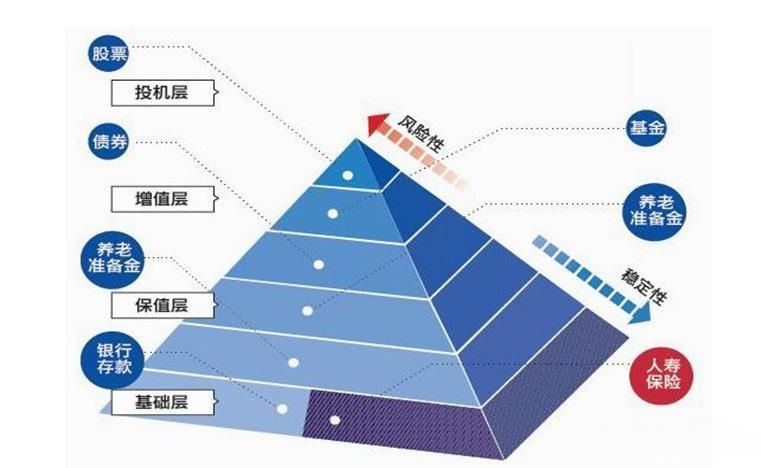 股票
投机层
风险性
基金
债券
增值层
养老
准备金
养老
准备金
稳定性
保值层
银行
存款
人寿
保险
基础层